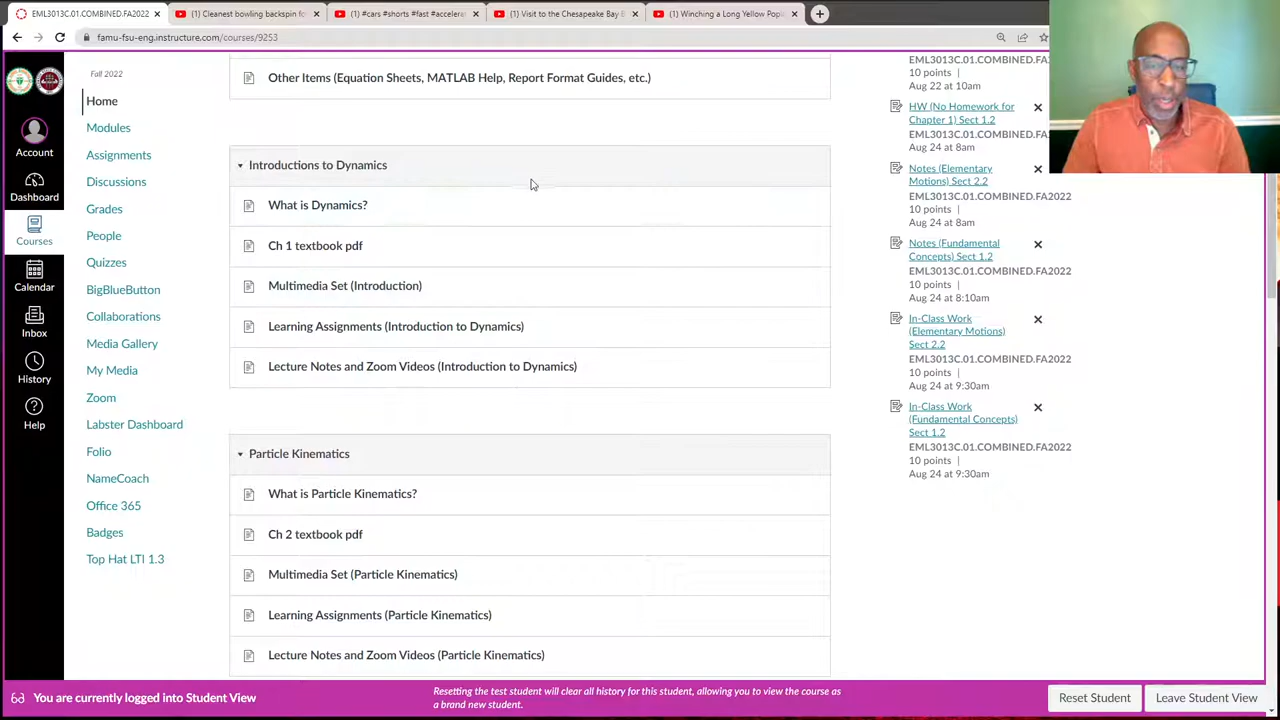 EML3013C.01.COMBINED.FA2022
Cleanest bowling backspin fo
#cars #shorts #fast #accelera
Visit to the Chesapeake Bay B
Winching a Long Yellow Pop
famu-fsu-eng.instructure.com/courses/9253
Account
Dashboard
Courses
Calendar
Inbox
History
Help
Fall 2022
Home
Modules
Assignments
Discussions
Grades
People
Quizzes
BigBlueButton
Collaborations
Media Gallery
My Media
Zoom
Labster Dashboard
Folio
NameCoach
Office 365
Badges
Top Hat LTI 1.3
Other Items (Equation Sheets, MATLAB Help, Report Format Guides, etc.)
Introductions to Dynamics
What is Dynamics?
Ch 1 textbook pdf
Multimedia Set (Introduction)
Learning Assignments (Introduction to Dynamics)
Lecture Notes and Zoom Videos (Introduction to Dynamics)
Particle Kinematics
What is Particle Kinematics?
Ch 2 textbook pdf
Multimedia Set (Particle Kinematics)
Learning Assignments (Particle Kinematics)
Lecture Notes and Zoom Videos (Particle Kinematics)
EML3013C.01.COMBINED.FA2
10 points |
Aug 22 at 10am
HW (No Homework for
Chapter 1) Sect 1.2
EML3013C.01.COMBINED.FA2
10 points |
Aug 24 at 8am
Notes (Elementary
Motions) Sect 2.2
EML3013C.01.COMBINED.FA2022
10 points |
Aug 24 at 8am
Notes (Fundamental
Concepts) Sect 1.2
EML3013C.01.COMBINED.FA2022
10 points |
Aug 24 at 8:10am
In-Class Work
(Elementary Motions)
Sect 2.2
EML3013C.01.COMBINED.FA2022
10 points |
Aug 24 at 9:30am
In-Class Work
(Fundamental Concepts)
Sect 1.2
EML3013C.01.COMBINED.FA2022
10 points |
Aug 24 at 9:30am
You are currently logged into Student View
Resetting the test student will clear all history for this student, allowing you to view the course as
a brand new student.
Reset Student
Leave Student View